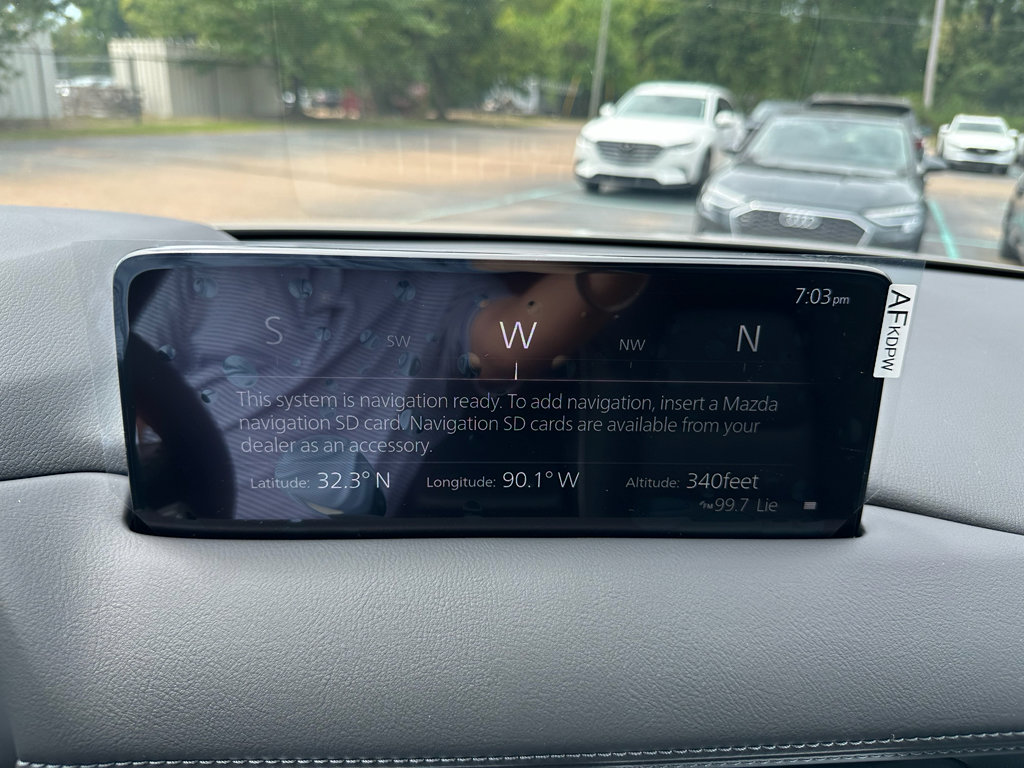 7:03pm
S SW W NW N
This system is navigation ready. To add navigation, insert a Mazda
navigation SD card. Navigation SD cards are available from your
dealer as an accessory.
Latitude: 32.3° N Longitude: 90.1° W Altitude: 340feet
FM 99.7 Lie
AFKDPW